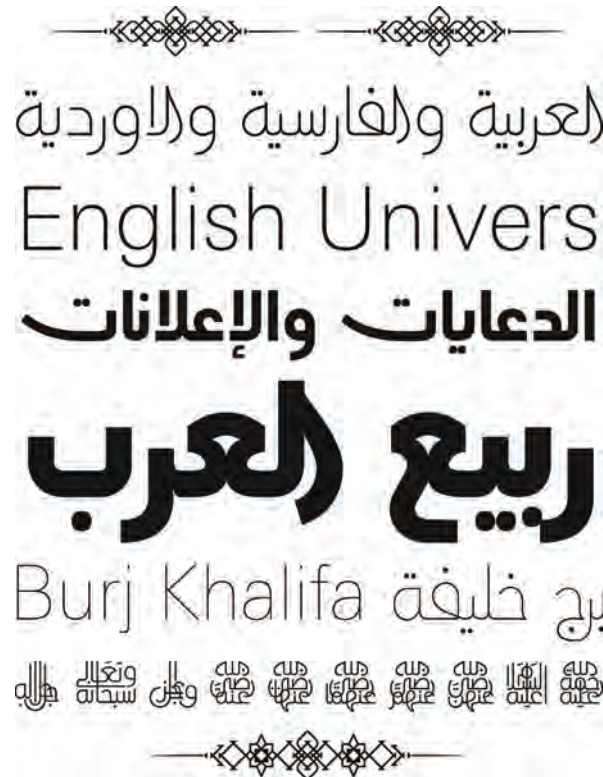 العربية والفارسية والاوردية
English Univers
الدعايات والإعلانات
ربيع العرب
Burj Khalifa برج خليفة